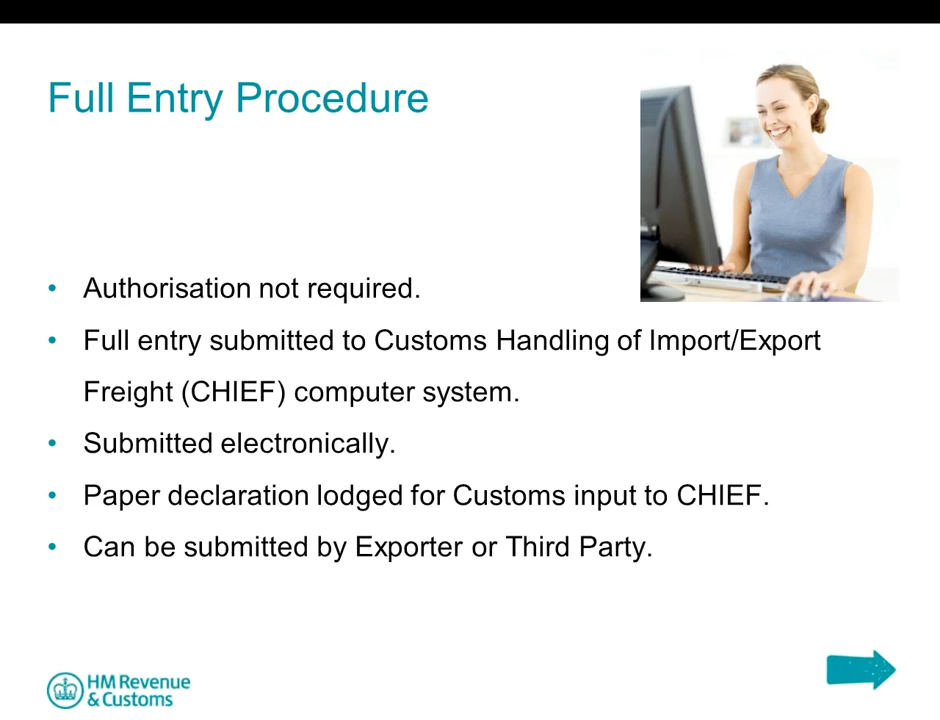 Full Entry Procedure
• Authorisation not required.
• Full entry submitted to Customs Handling of Import/Export
Freight (CHIEF) computer system.
• Submitted electronically.
• Paper declaration lodged for Customs input to CHIEF.
• Can be submitted by Exporter or Third Party.
HM Revenue
& Customs